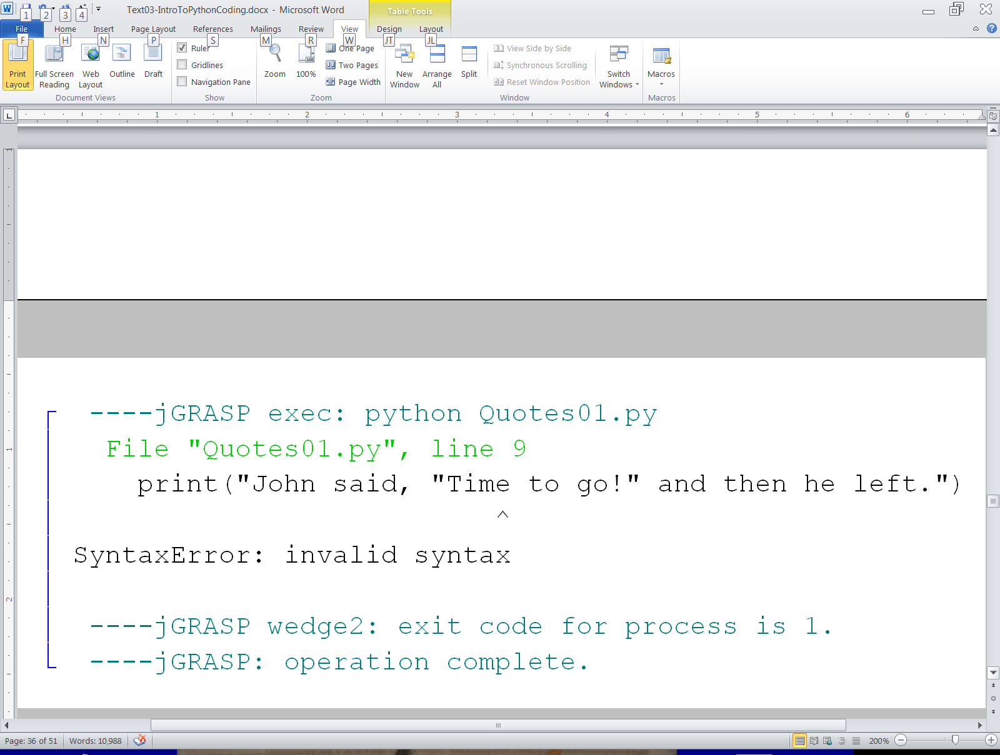 Text03-IntroToPythonCoding.docx - Microsoft Word
Table Tools
1 2 3 4
File Home Insert Page Layout References Mailings Review View Design Layout
F H N P S M R W JT JL
Print Layout
Full Screen Reading
Web Layout
Outline
Draft
Document Views
Ruler
Gridlines
Navigation Pane
Show
Zoom
100%
One Page
Two Pages
Page Width
Zoom
New Window
Arrange All
Split
View Side by Side
Synchronous Scrolling
Reset Window Position
Window
Switch Windows
Macros
Macros
1 2 3 4 5 6
----jGRASP exec: python Quotes01.py
File "Quotes01.py", line 9
print("John said, "Time to go!" and then he left.")
^
SyntaxError: invalid syntax
----jGRASP wedge2: exit code for process is 1.
----jGRASP: operation complete.
1
2
Page: 36 of 51 Words: 10,988 200%